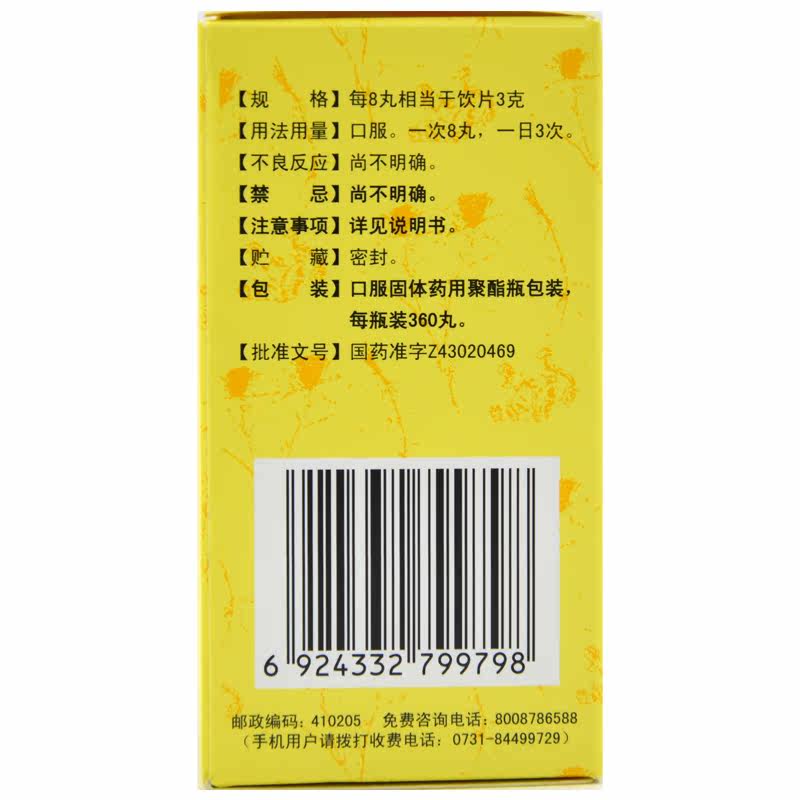 【规　　格】每8丸相当于饮片3克
【用法用量】口服。一次8丸，一日3次。
【不良反应】尚不明确。
【禁　　忌】尚不明确。
【注意事项】详见说明书。
【贮　　藏】密封。
【包　　装】口服固体药用聚酯瓶包装，
每瓶装360丸。
【批准文号】国药准字Z43020469
6 924332 799798
邮政编码：410205　免费咨询电话：8008786588
（手机用户请拨打收费电话：0731-84499729）